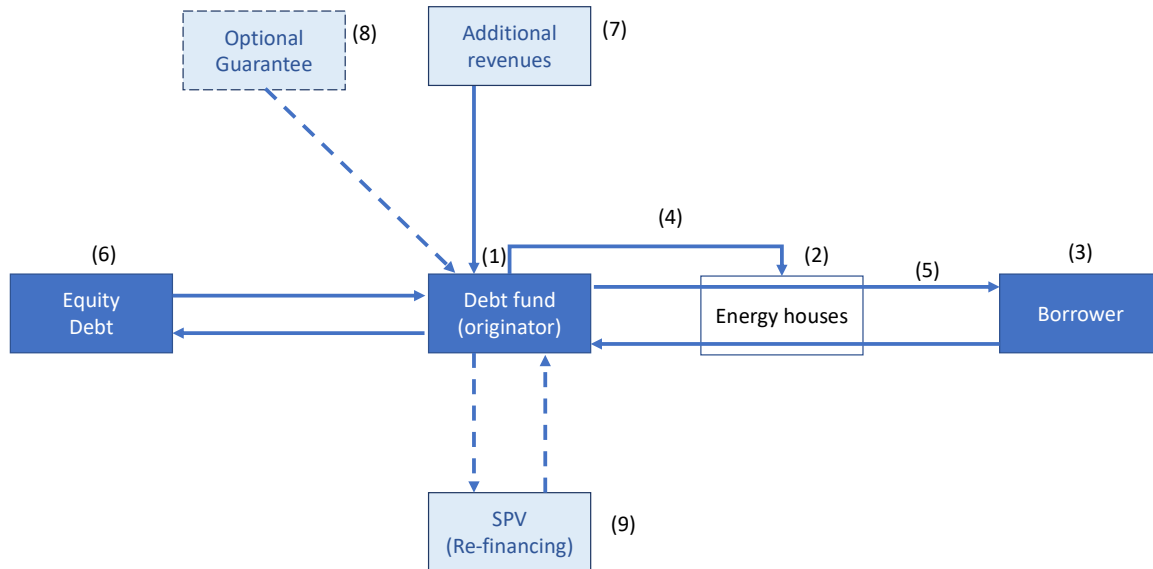 Optional
Guarantee
(8)
Additional
revenues
(7)
(4)
(6)
(1)
(2)
(5)
(3)
Equity
Debt
Debt fund
(originator)
Energy houses
Borrower
SPV
(Re-financing)
(9)